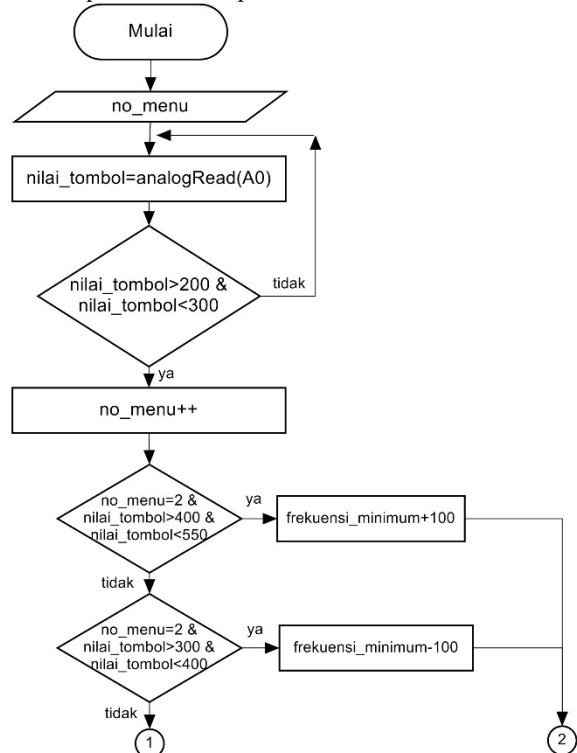 Mulai
no_menu
nilai_tombol=analogRead(A0)
nilai_tombol>200 &
nilai_tombol<300
tidak
ya
no_menu++
no_menu=2 &
nilai_tombol>400 &
nilai_tombol<550
ya
frekuensi_minimum+100
tidak
no_menu=2 &
nilai_tombol>300 &
nilai_tombol<400
ya
frekuensi_minimum-100
tidak
1
2